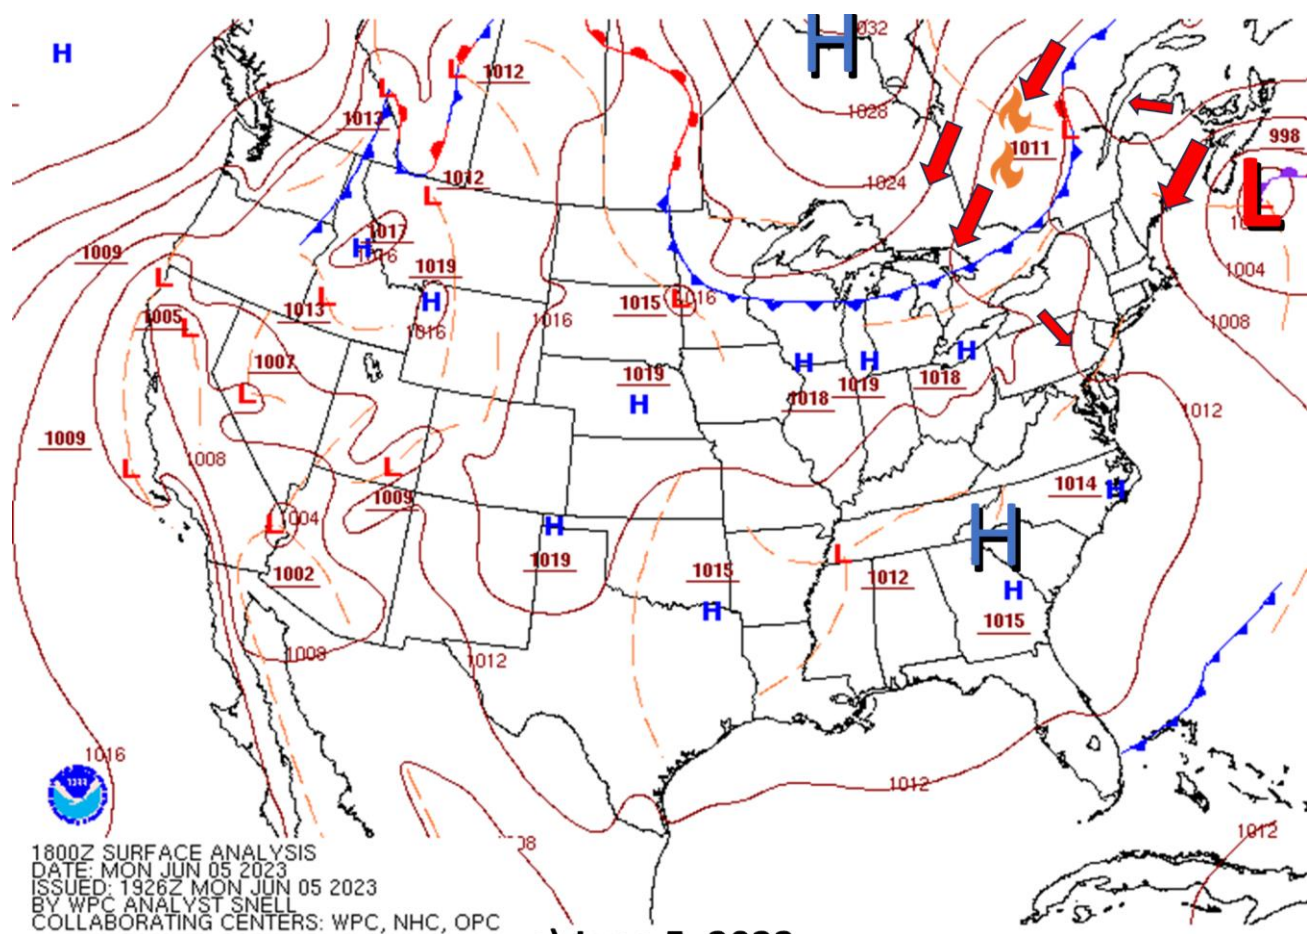 H
H
032
L
1012
1028
L
1013
1011
L
998
1012
L
1024
L
1017
H
1016
1009
1019
1004
L
L
H
1013
1015
L
1016
1005
L
1016
1016
1008
1007
H
H
H
1019
1018
1019
1018
L
H
1012
1009
L
1008
L
1009
1014
H
L
1004
H
H
1019
L
1002
1015
1012
H
H
1015
1008
1012
1016
1012
08
1012
1800Z SURFACE ANALYSIS
DATE: MON JUN 05 2023
ISSUED: 1926Z MON JUN 05 2023
BY WPC ANALYST SNELL
COLLABORATING CENTERS: WPC, NHC, OPC